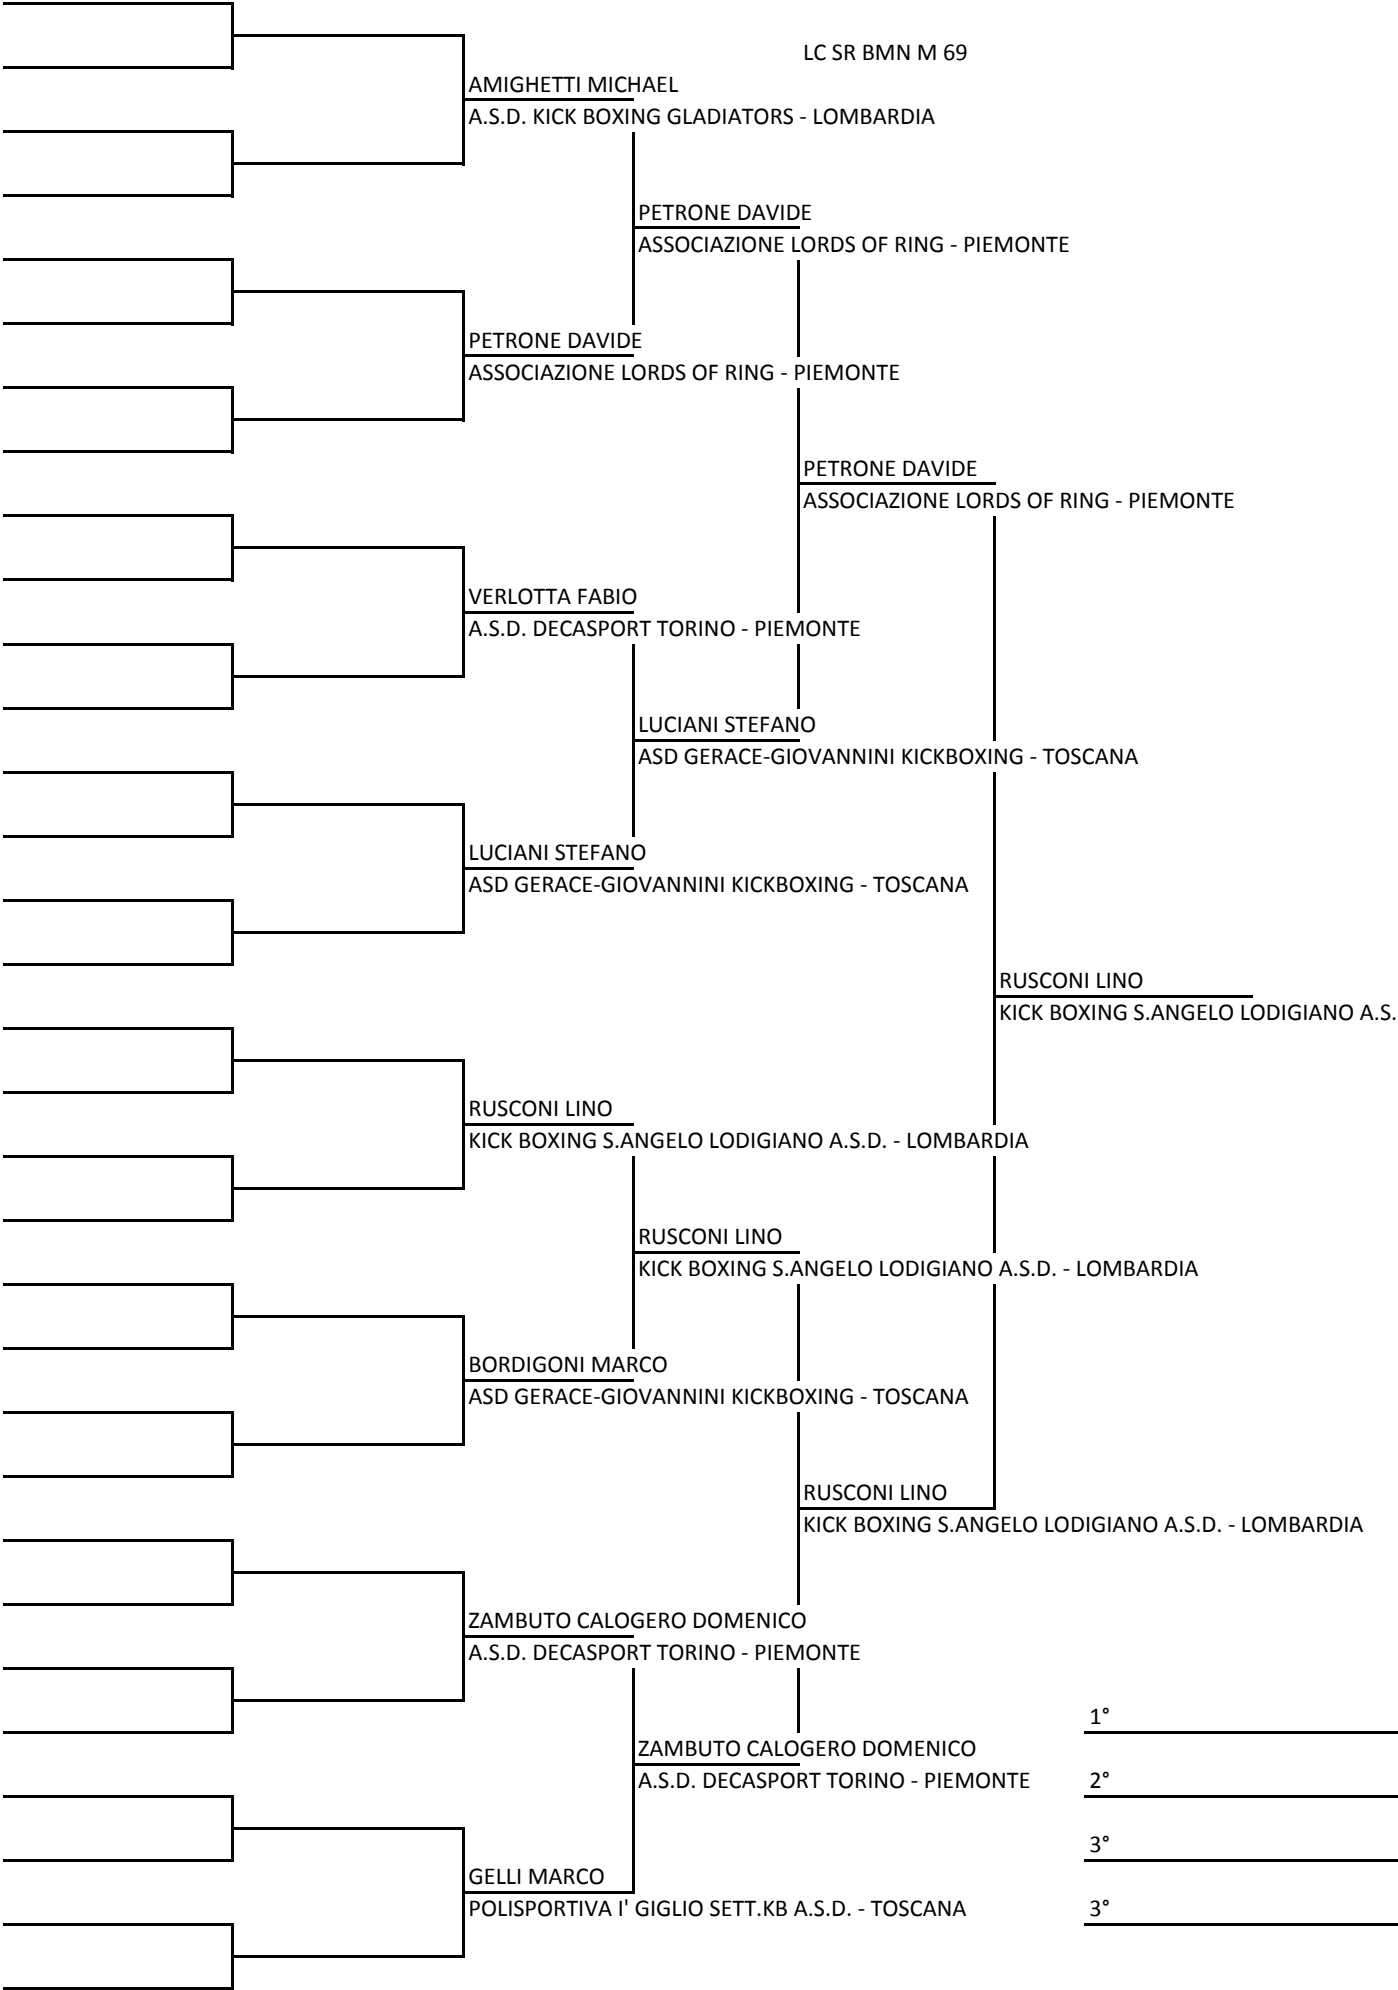 LC SR BMN M 69
AMIGHETTI MICHAEL
A.S.D. KICK BOXING GLADIATORS - LOMBARDIA
PETRONE DAVIDE
ASSOCIAZIONE LORDS OF RING - PIEMONTE
PETRONE DAVIDE
ASSOCIAZIONE LORDS OF RING - PIEMONTE
PETRONE DAVIDE
ASSOCIAZIONE LORDS OF RING - PIEMONTE
VERLOTTA FABIO
A.S.D. DECASPORT TORINO - PIEMONTE
LUCIANI STEFANO
ASD GERACE-GIOVANNINI KICKBOXING - TOSCANA
LUCIANI STEFANO
ASD GERACE-GIOVANNINI KICKBOXING - TOSCANA
RUSCONI LINO
KICK BOXING S.ANGELO LODIGIANO A.S.
RUSCONI LINO
KICK BOXING S.ANGELO LODIGIANO A.S.D. - LOMBARDIA
RUSCONI LINO
KICK BOXING S.ANGELO LODIGIANO A.S.D. - LOMBARDIA
BORDIGONI MARCO
ASD GERACE-GIOVANNINI KICKBOXING - TOSCANA
RUSCONI LINO
KICK BOXING S.ANGELO LODIGIANO A.S.D. - LOMBARDIA
ZAMBUTO CALOGERO DOMENICO
A.S.D. DECASPORT TORINO - PIEMONTE
1°
ZAMBUTO CALOGERO DOMENICO
A.S.D. DECASPORT TORINO - PIEMONTE
2°
3°
GELLI MARCO
POLISPORTIVA I' GIGLIO SETT.KB A.S.D. - TOSCANA
3°